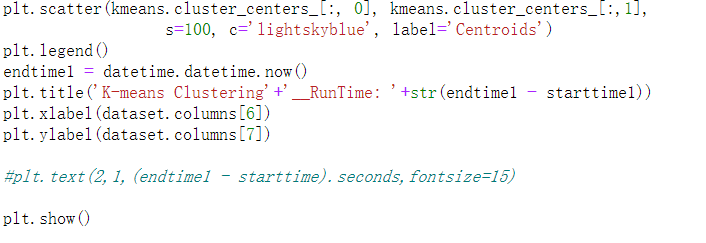 plt.scatter(kmeans.cluster_centers_[:, 0], kmeans.cluster_centers_[:,1],
s=100, c='lightskyblue', label='Centroids')
plt.legend()
endtime1 = datetime.datetime.now()
plt.title('K-means Clustering'+'__RunTime: '+str(endtime1 - starttime1))
plt.xlabel(dataset.columns[6])
plt.ylabel(dataset.columns[7])
#plt.text(2,1,(endtime1 - starttime).seconds,fontsize=15)
plt.show()